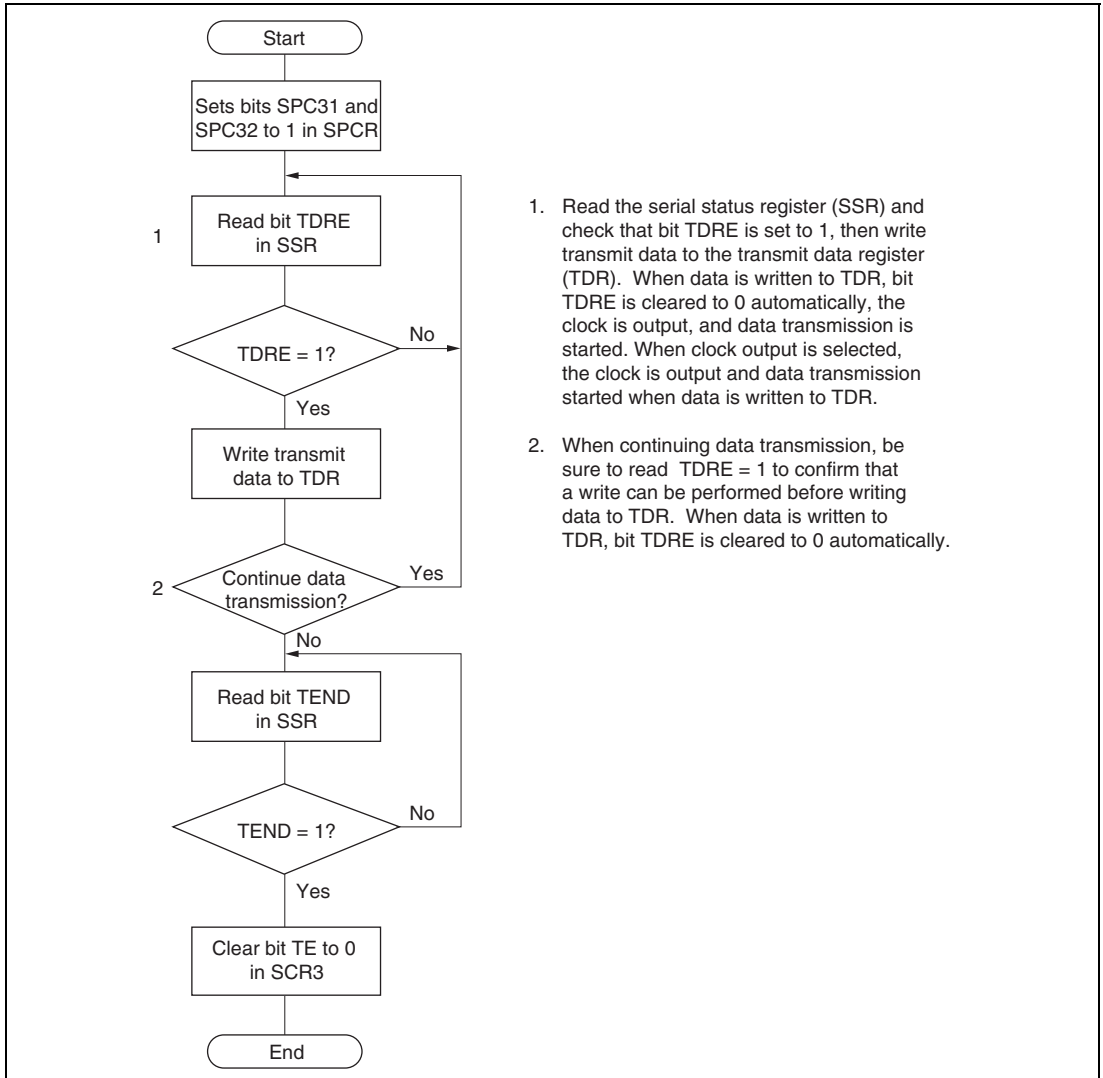 Start
Sets bits SPC31 and
SPC32 to 1 in SPCR
1
Read bit TDRE
in SSR
TDRE = 1?
No
Yes
Write transmit
data to TDR
2
Continue data
transmission?
Yes
No
Read bit TEND
in SSR
TEND = 1?
No
Yes
Clear bit TE to 0
in SCR3
End
1. Read the serial status register (SSR) and
check that bit TDRE is set to 1, then write
transmit data to the transmit data register
(TDR). When data is written to TDR, bit
TDRE is cleared to 0 automatically, the
clock is output, and data transmission is
started. When clock output is selected,
the clock is output and data transmission
started when data is written to TDR.
2. When continuing data transmission, be
sure to read TDRE = 1 to confirm that
a write can be performed before writing
data to TDR. When data is written to
TDR, bit TDRE is cleared to 0 automatically.